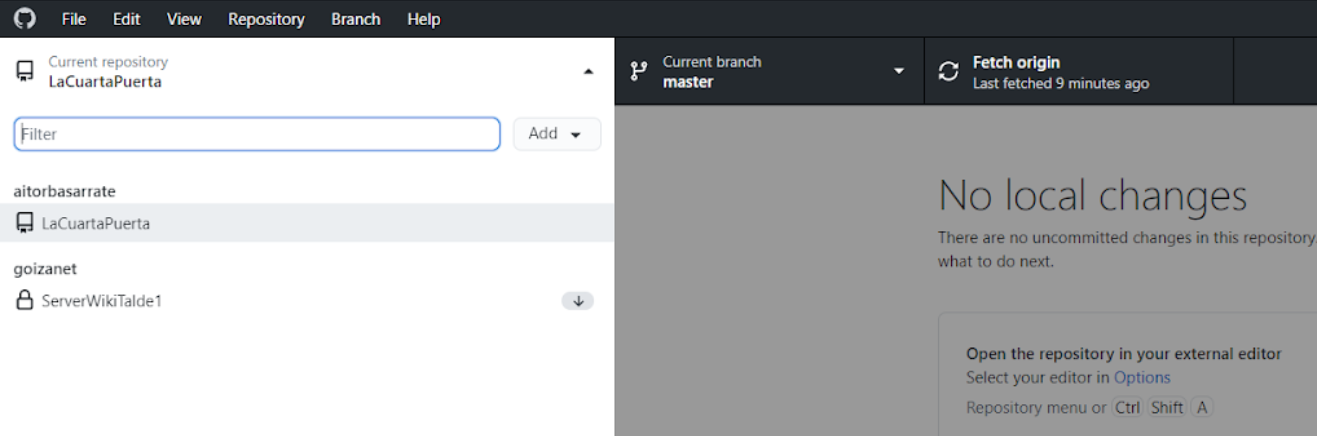 File Edit View Repository Branch Help
Current repository
LaCuartaPuerta
Current branch
master
Fetch origin
Last fetched 9 minutes ago
Filter
Add
aitorbasarrate
LaCuartaPuerta
goizanet
ServerWikiTalde1
No local changes
There are no uncommitted changes in this repository.
what to do next.
Open the repository in your external editor
Select your editor in Options
Repository menu or Ctrl Shift A